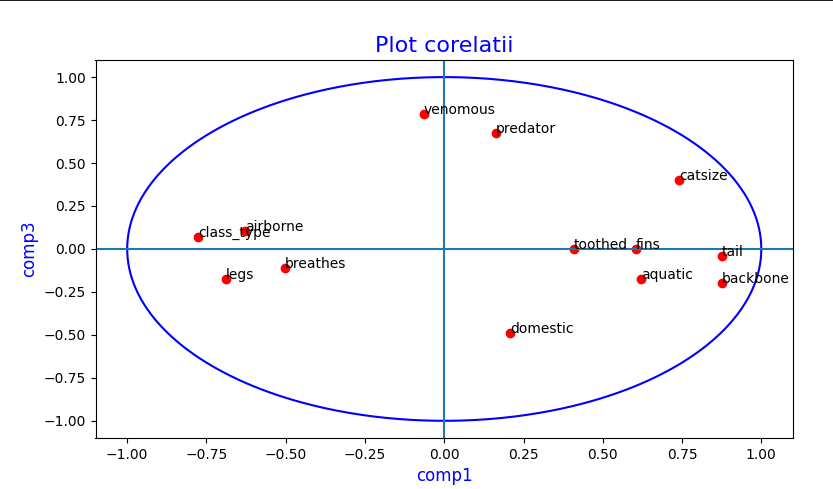 Plot corelatii
1.00
0.75
0.50
0.25
0.00
−0.25
−0.50
−0.75
−1.00
comp3
venomous
predator
catsize
airborne
class_type
toothed
fins
tail
breathes
legs
aquatic
backbone
domestic
−1.00
−0.75
−0.50
−0.25
0.00
0.25
0.50
0.75
1.00
comp1